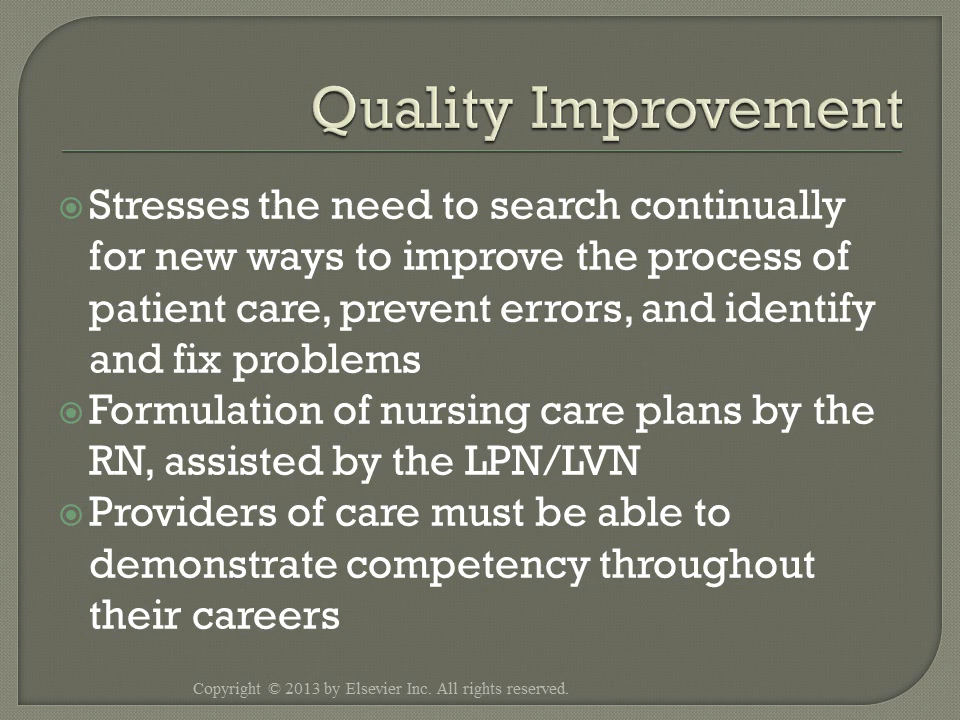 Quality Improvement
Stresses the need to search continually
for new ways to improve the process of
patient care, prevent errors, and identify
and fix problems
Formulation of nursing care plans by the
RN, assisted by the LPN/LVN
Providers of care must be able to
demonstrate competency throughout
their careers
Copyright © 2013 by Elsevier Inc. All rights reserved.